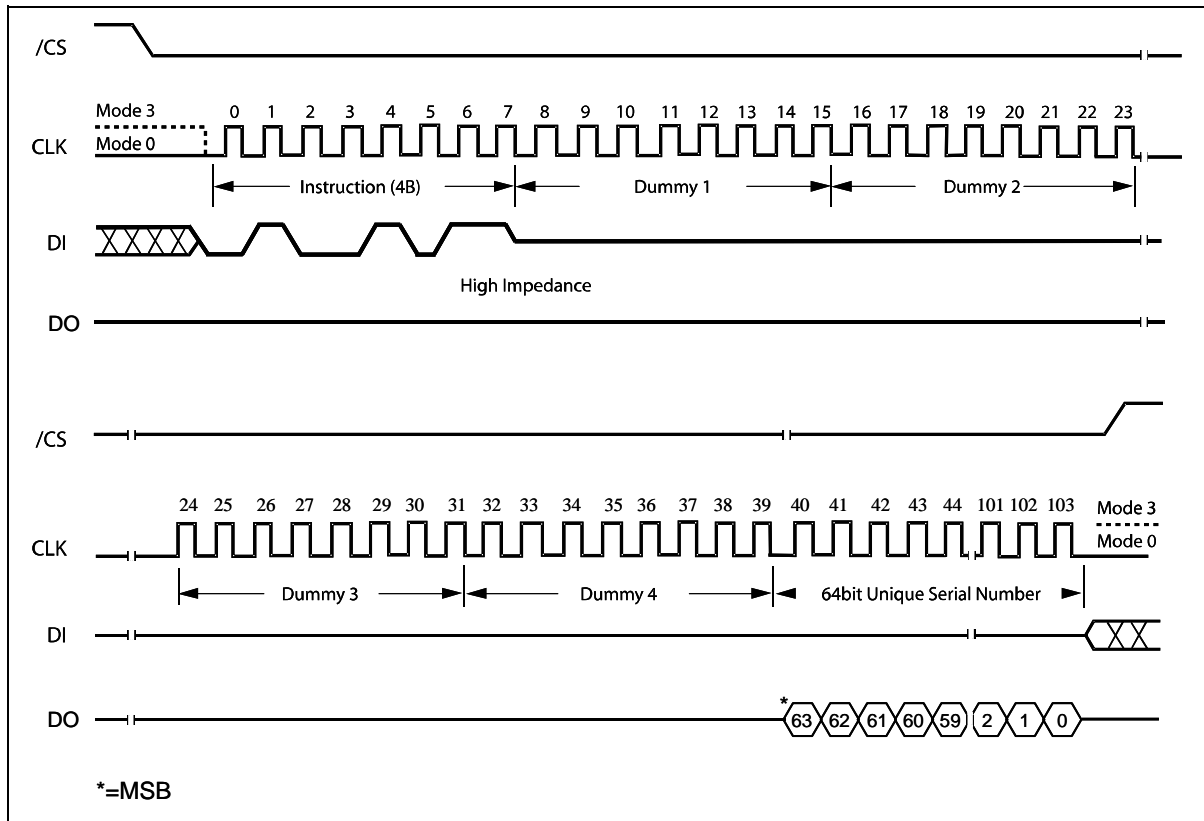 /CS
Mode 3
0 1 2 3 4 5 6 7 8 9 10 11 12 13 14 15 16 17 18 19 20 21 22 23
CLK
Mode 0
Instruction (4B) Dummy 1 Dummy 2
DI
High Impedance
DO
/CS
24 25 26 27 28 29 30 31 32 33 34 35 36 37 38 39 40 41 42 43 44 101 102 103
Mode 3
CLK
Mode 0
Dummy 3 Dummy 4 64bit Unique Serial Number
DI
*
DO 63 62 61 60 59 2 1 0
*=MSB